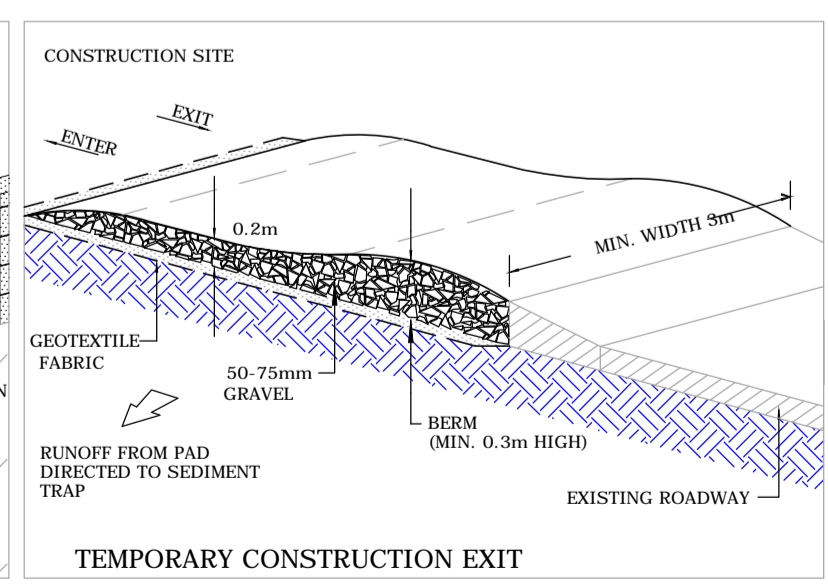 CONSTRUCTION SITE
EXIT
ENTER
0.2m
MIN. WIDTH 3m
GEOTEXTILE
FABRIC
50-75mm
GRAVEL
BERM
(MIN. 0.3m HIGH)
RUNOFF FROM PAD
DIRECTED TO SEDIMENT
TRAP
EXISTING ROADWAY
TEMPORARY CONSTRUCTION EXIT
N